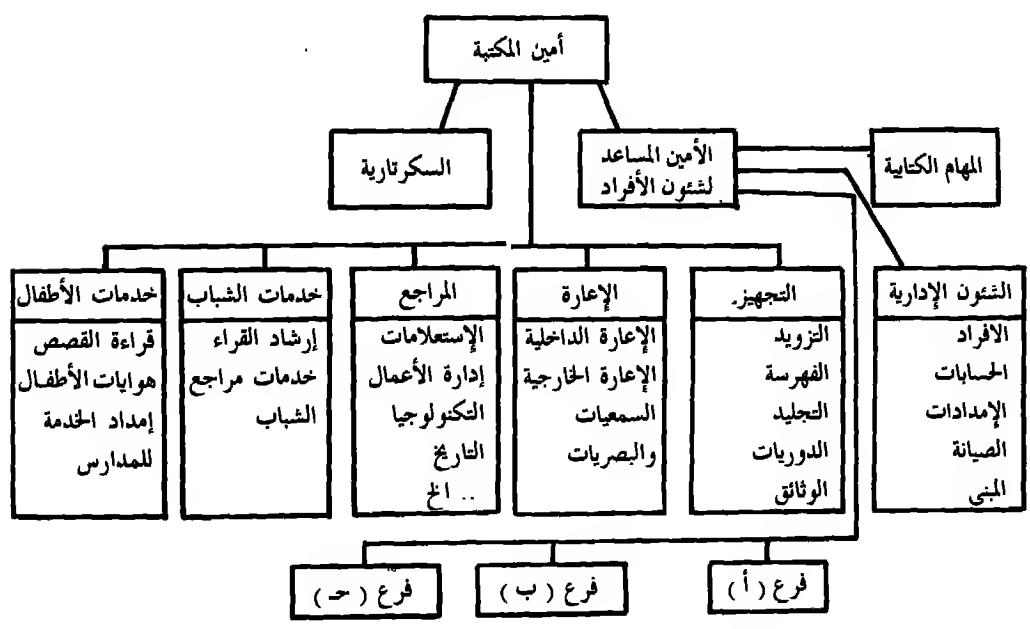 أمين المكتبة
الأمين المساعد
لشئون الأفراد
السكرتارية
المهام الكتابية
الشئون الإدارية
الافراد
الحسابات
الإمدادات
الصيانة
المبنى
التجهيز
التزويد
الفهرسة
التجليد
الدوريات
الوثائق
الإعارة
الإعارة الداخلية
الإعارة الخارجية
السمعيات
والبصريات
المراجع
الإستعلامات
إدارة الأعمال
التكنولوجيا
التاريخ
.. الخ
خدمات الشباب
إرشاد القراء
خدمات مراجع
الشباب
خدمات الأطفال
قراءة القصص
هوايات الأطفال
إمداد الخدمة
للمدارس
فرع ( أ )
فرع ( ب )
فرع ( حـ )